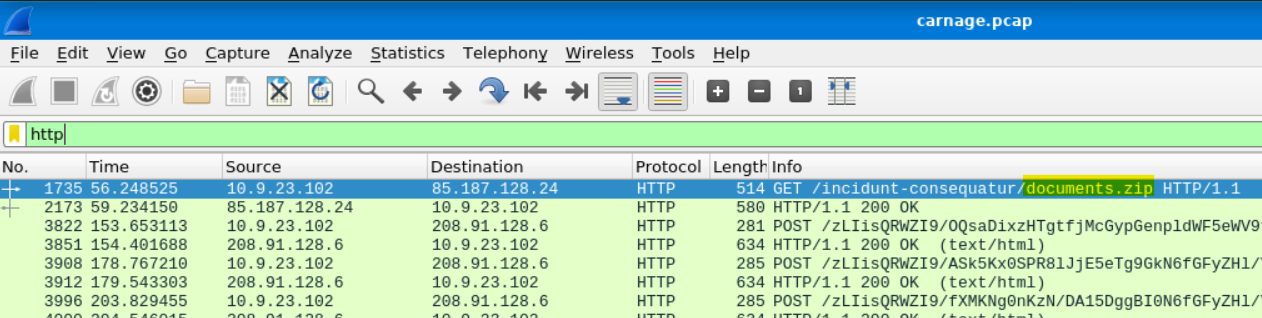 carnage.pcap
File Edit View Go Capture Analyze Statistics Telephony Wireless Tools Help
http
No. Time Source Destination Protocol Length Info
1735 56.248525 10.9.23.102 85.187.128.24 HTTP 514 GET /incidunt-consequatur/documents.zip HTTP/1.1
2173 59.234150 85.187.128.24 10.9.23.102 HTTP 580 HTTP/1.1 200 OK
3822 153.653113 10.9.23.102 208.91.128.6 HTTP 281 POST /zLIisQRWZI9/OQsaDixzHTgtfjMcGypGenpldWF5eWV9
3851 154.401688 208.91.128.6 10.9.23.102 HTTP 634 HTTP/1.1 200 OK (text/html)
3908 178.767210 10.9.23.102 208.91.128.6 HTTP 285 POST /zLIisQRWZI9/ASk5Kx0SPR8lJjE5eTg9GkN6fGFyZHl/
3912 179.543303 208.91.128.6 10.9.23.102 HTTP 634 HTTP/1.1 200 OK (text/html)
3996 203.829455 10.9.23.102 208.91.128.6 HTTP 285 POST /zLIisQRWZI9/fXMKNg0nKzN/DA15DggBI0N6fGFyZHl/